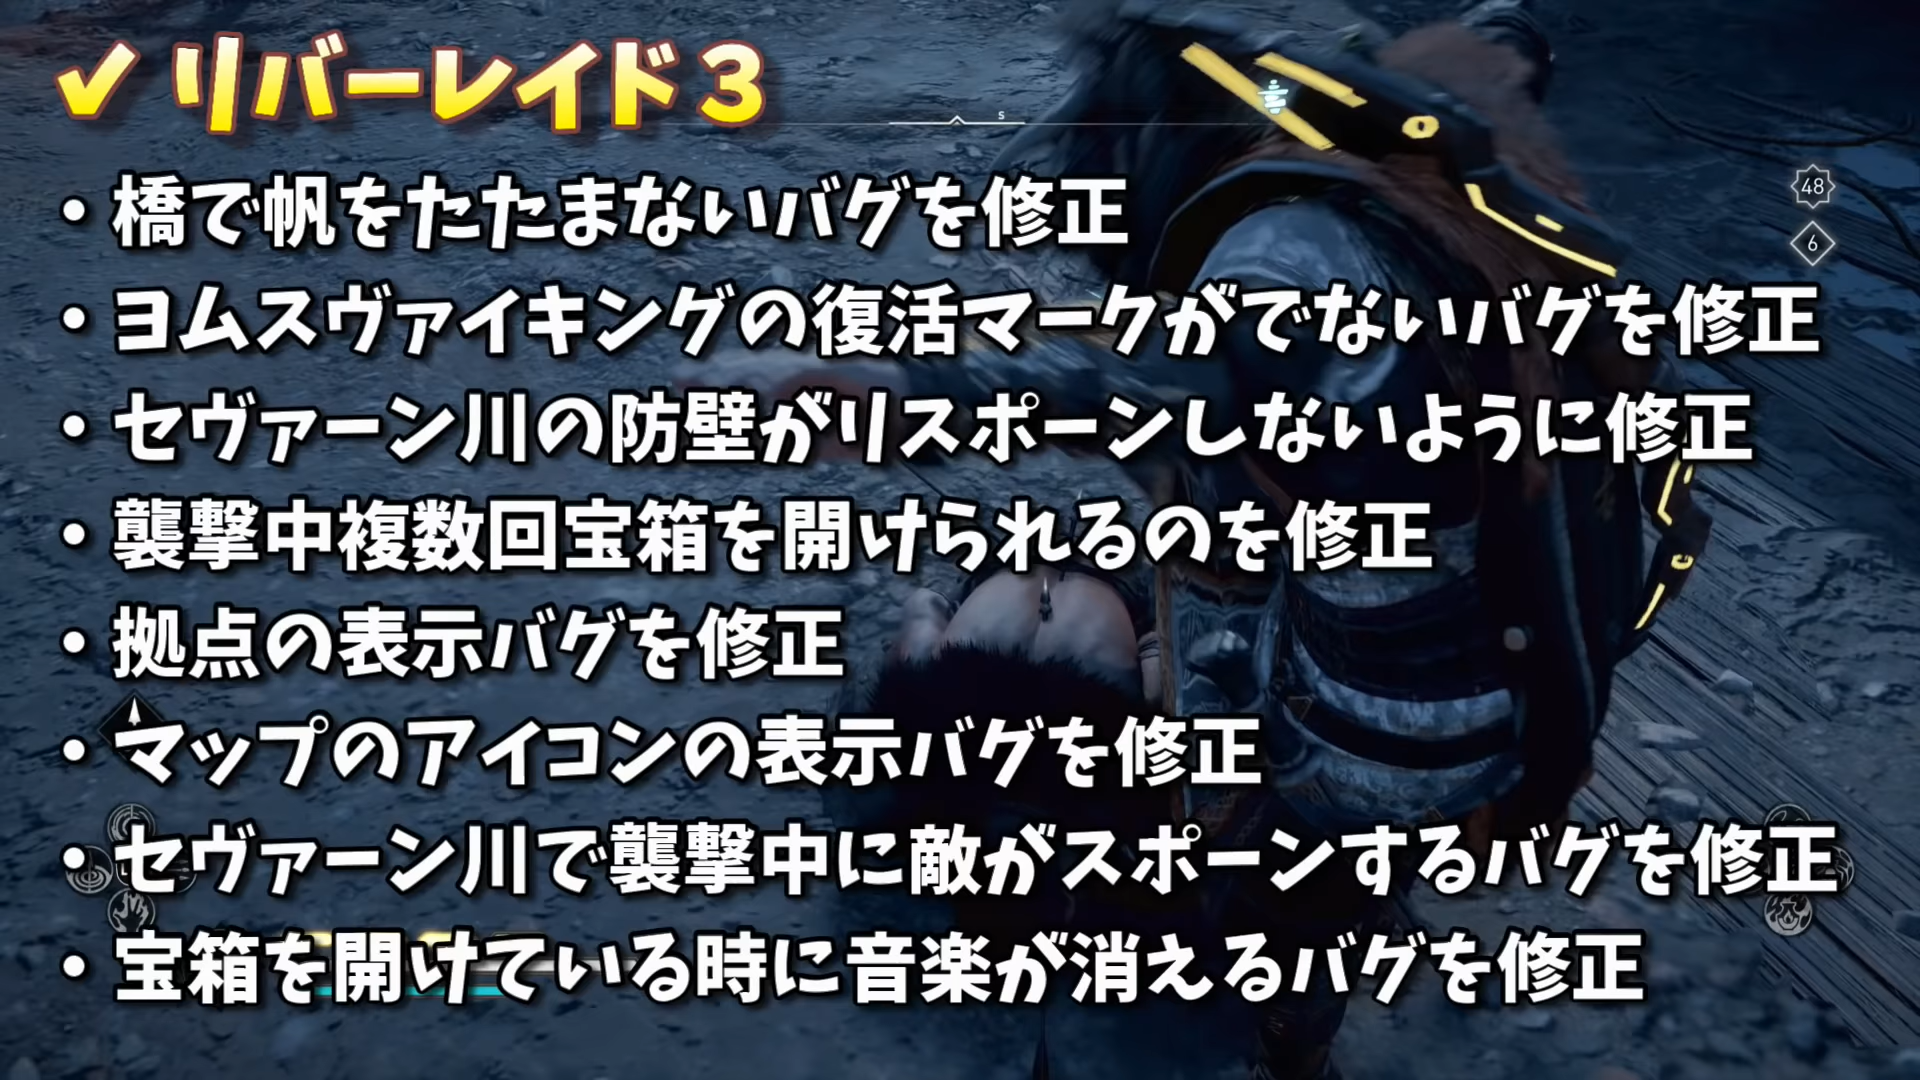 ✓ リバーレイド3
・橋で帆をたたまないバグを修正
・ヨムスヴァイキングの復活マークがでないバグを修正
・セヴァーン川の防壁がリスポーンしないように修正
・襲撃中複数回宝箱を開けられるのを修正
・拠点の表示バグを修正
・マップのアイコンの表示バグを修正
・セヴァーン川で襲撃中に敵がスポーンするバグを修正
・宝箱を開けている時に音楽が消えるバグを修正
S
48
6